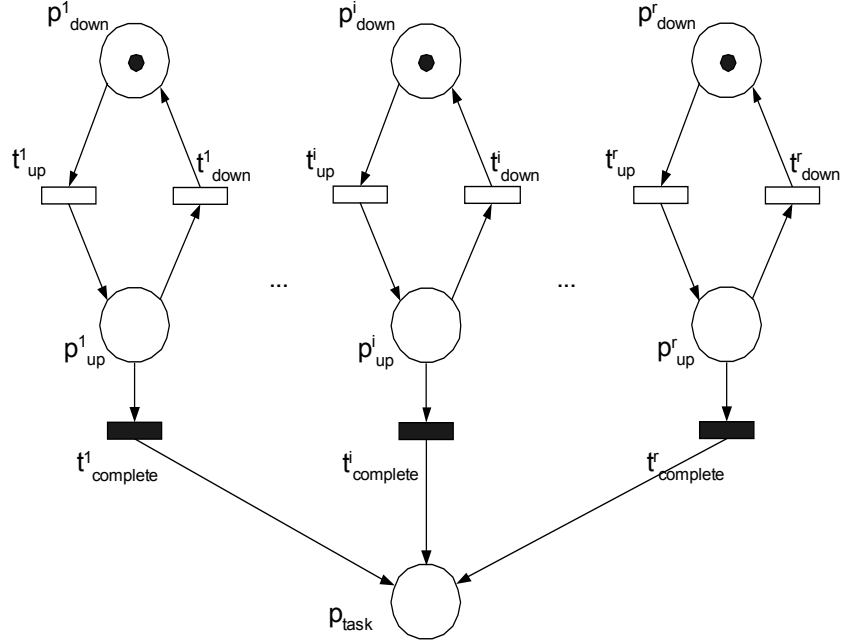 p¹down pⁱdown pʳdown
t¹up t¹down tⁱup tⁱdown tʳup tʳdown
... ...
p¹up pⁱup pʳup
t¹complete tⁱcomplete tʳcomplete
ptask